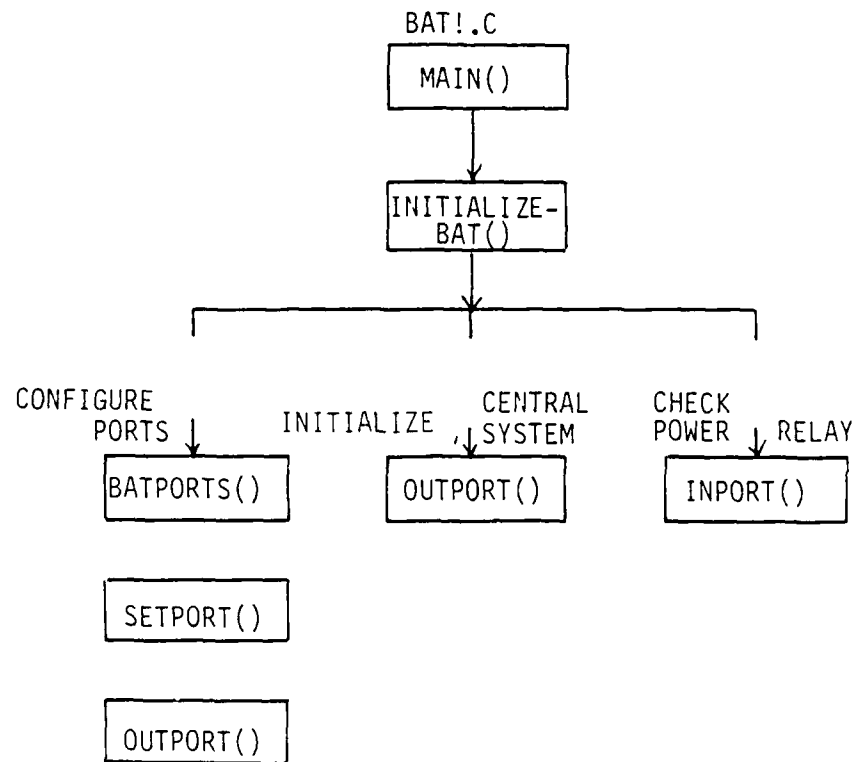 BAT!.C
MAIN()
INITIALIZE-
BAT()
CONFIGURE
PORTS
INITIALIZE
CENTRAL
SYSTEM
CHECK
POWER
RELAY
BATPORTS()
OUTPORT()
INPORT()
SETPORT()
OUTPORT()